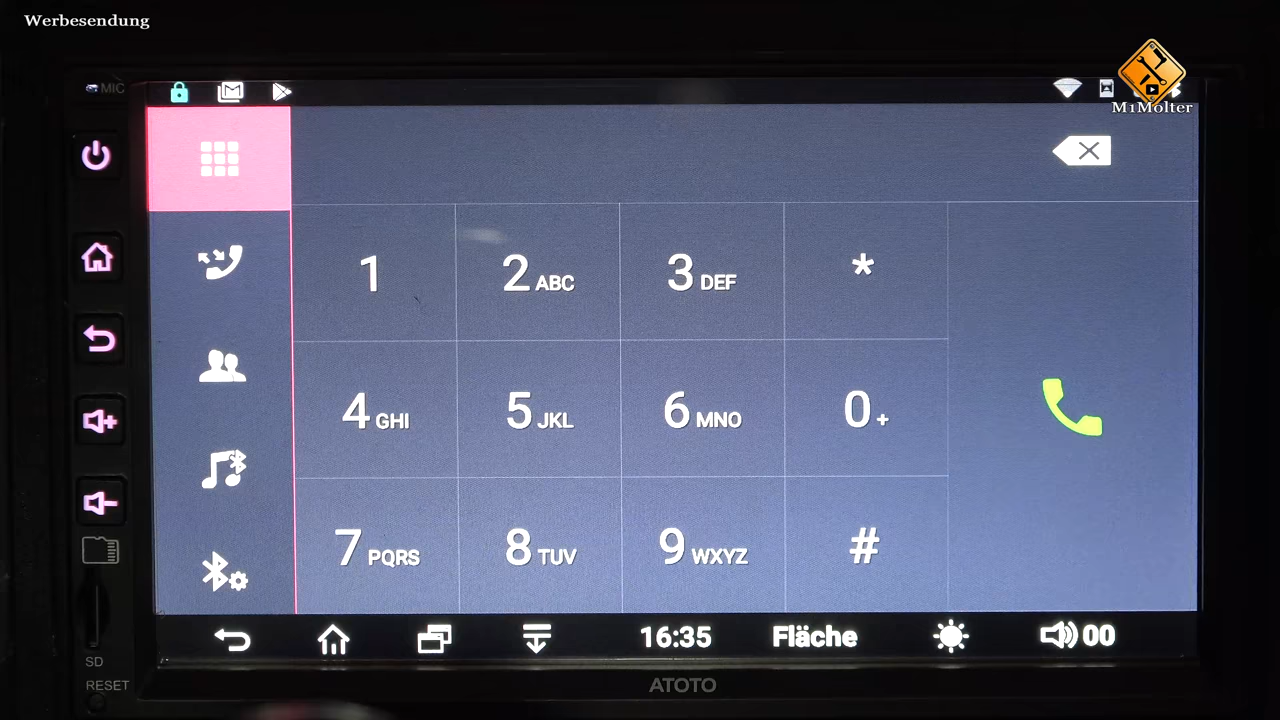 Werbesendung
MIC
M1Molter
1
2 ABC
3 DEF
*
4 GHI
5 JKL
6 MNO
0 +
7 PQRS
8 TUV
9 WXYZ
#
16:35
Fläche
00
SD
RESET
ATOTO